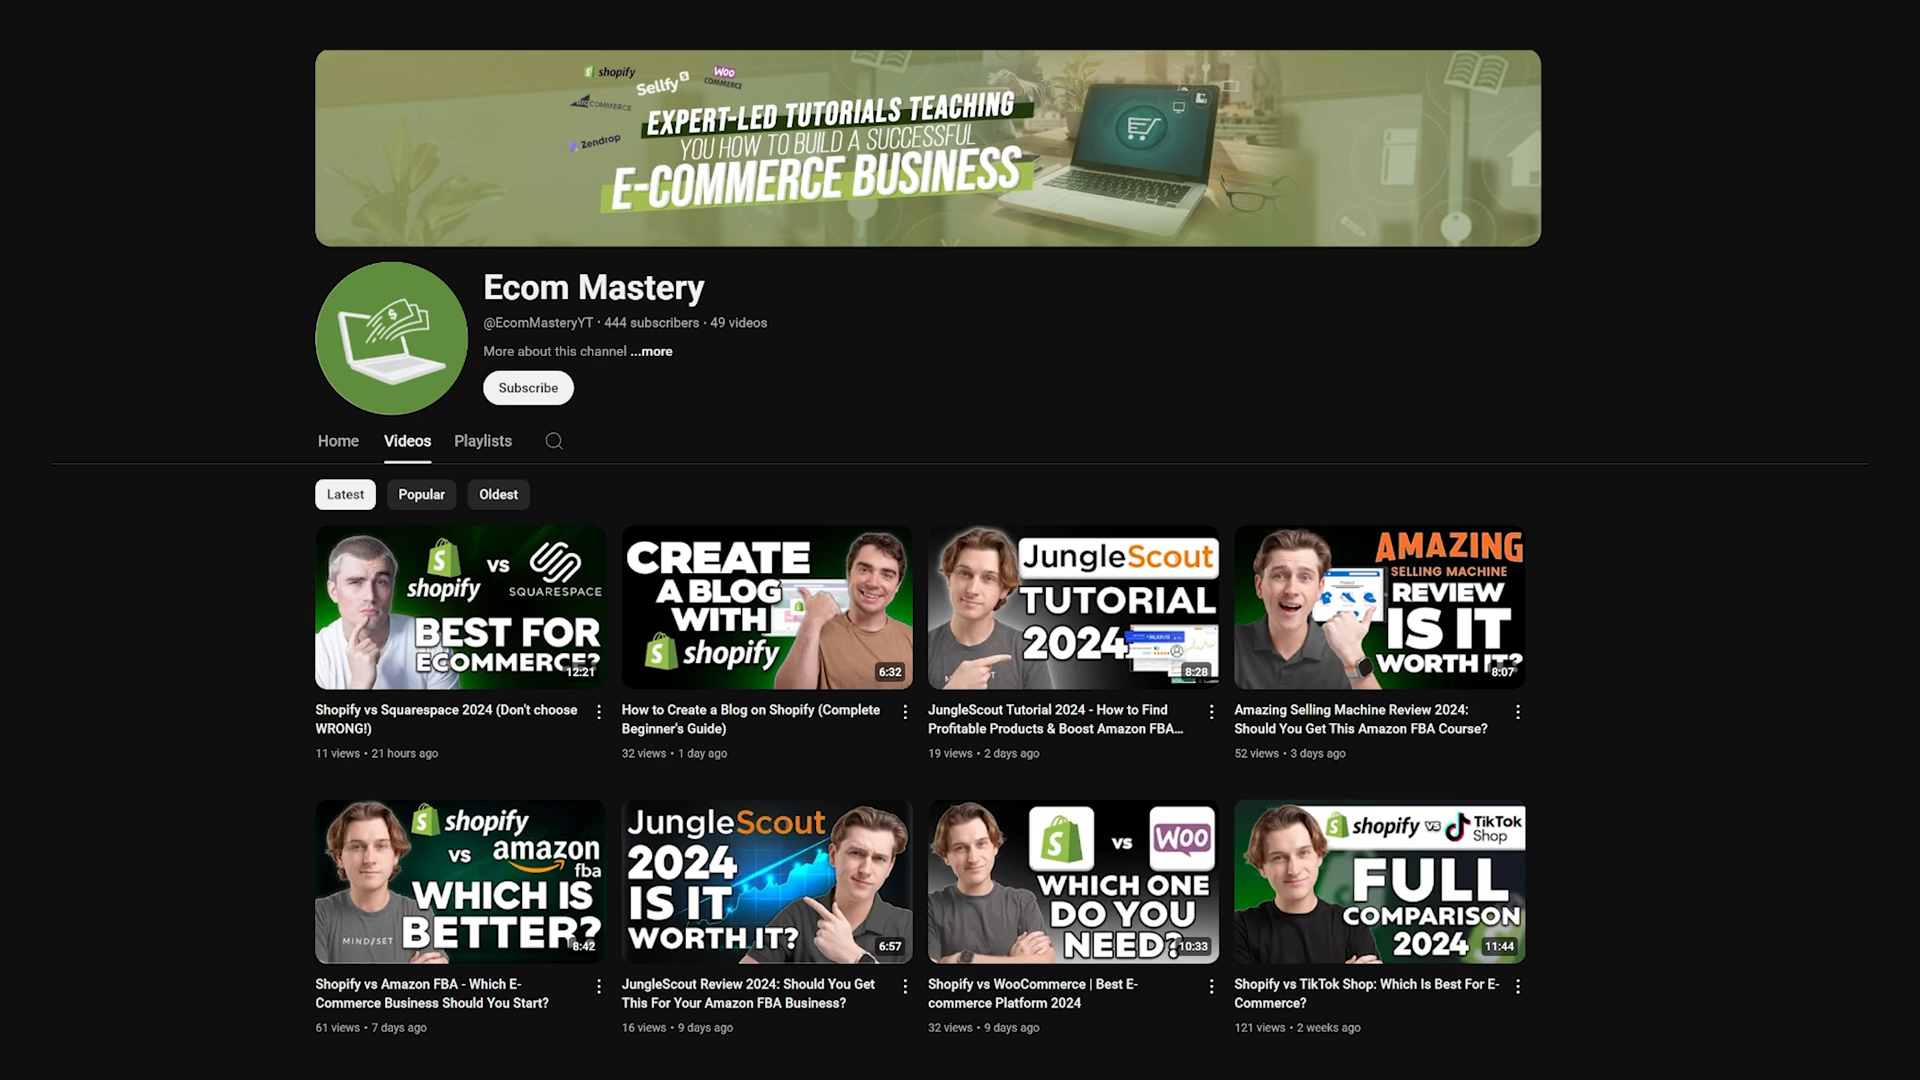 shopify
Sellfy S
WOO
COMMERCE
BIGCOMMERCE
Zendrop
EXPERT-LED TUTORIALS TEACHING
YOU HOW TO BUILD A SUCCESSFUL
E-COMMERCE BUSINESS
Ecom Mastery
@EcomMasteryYT • 444 subscribers • 49 videos
More about this channel ...more
Subscribe
Home Videos Playlists
Latest Popular Oldest
shopify vs SQUARESPACE
BEST FOR
ECOMMERCE?
12:21
Shopify vs Squarespace 2024 (Don't choose
WRONG!)
11 views • 21 hours ago
CREATE
A BLOG
WITH
shopify
6:32
How to Create a Blog on Shopify (Complete
Beginner's Guide)
32 views • 1 day ago
JungleScout
TUTORIAL
2024
8:28
JungleScout Tutorial 2024 - How to Find
Profitable Products & Boost Amazon FBA...
19 views • 2 days ago
AMAZING
SELLING MACHINE
REVIEW
IS IT
WORTH IT?
8:07
Amazing Selling Machine Review 2024:
Should You Get This Amazon FBA Course?
52 views • 3 days ago
shopify
vs amazon
fba
WHICH IS
BETTER?
MIND/SET
8:42
Shopify vs Amazon FBA - Which E-
Commerce Business Should You Start?
61 views • 7 days ago
JungleScout
2024
IS IT
WORTH IT?
6:57
JungleScout Review 2024: Should You Get
This For Your Amazon FBA Business?
16 views • 9 days ago
vs WOO
WHICH ONE
DO YOU
NEED?
10:33
Shopify vs WooCommerce | Best E-
commerce Platform 2024
32 views • 9 days ago
shopify vs TikTok
Shop
FULL
COMPARISON
2024
11:44
Shopify vs TikTok Shop: Which Is Best For E-
Commerce?
121 views • 2 weeks ago